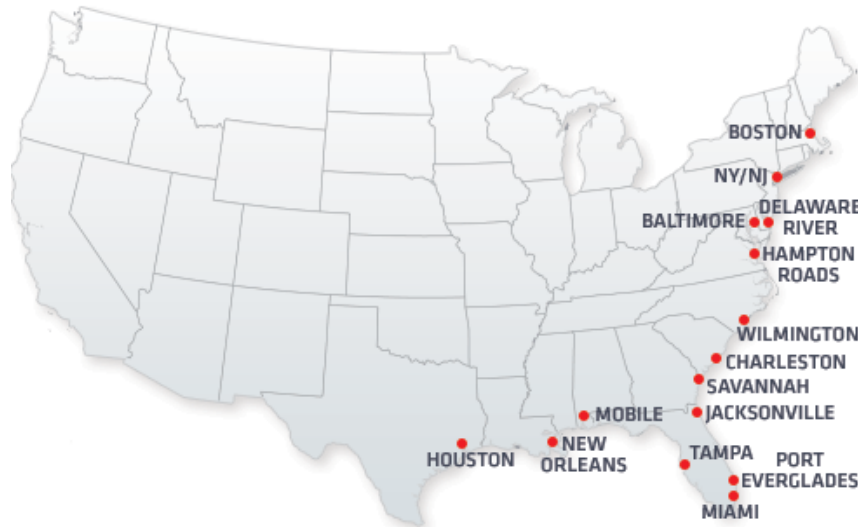 BOSTON
NY/NJ
DELAWARE
RIVER
BALTIMORE
HAMPTON
ROADS
WILMINGTON
CHARLESTON
SAVANNAH
JACKSONVILLE
MOBILE
NEW
ORLEANS
HOUSTON
TAMPA
PORT
EVERGLADES
MIAMI